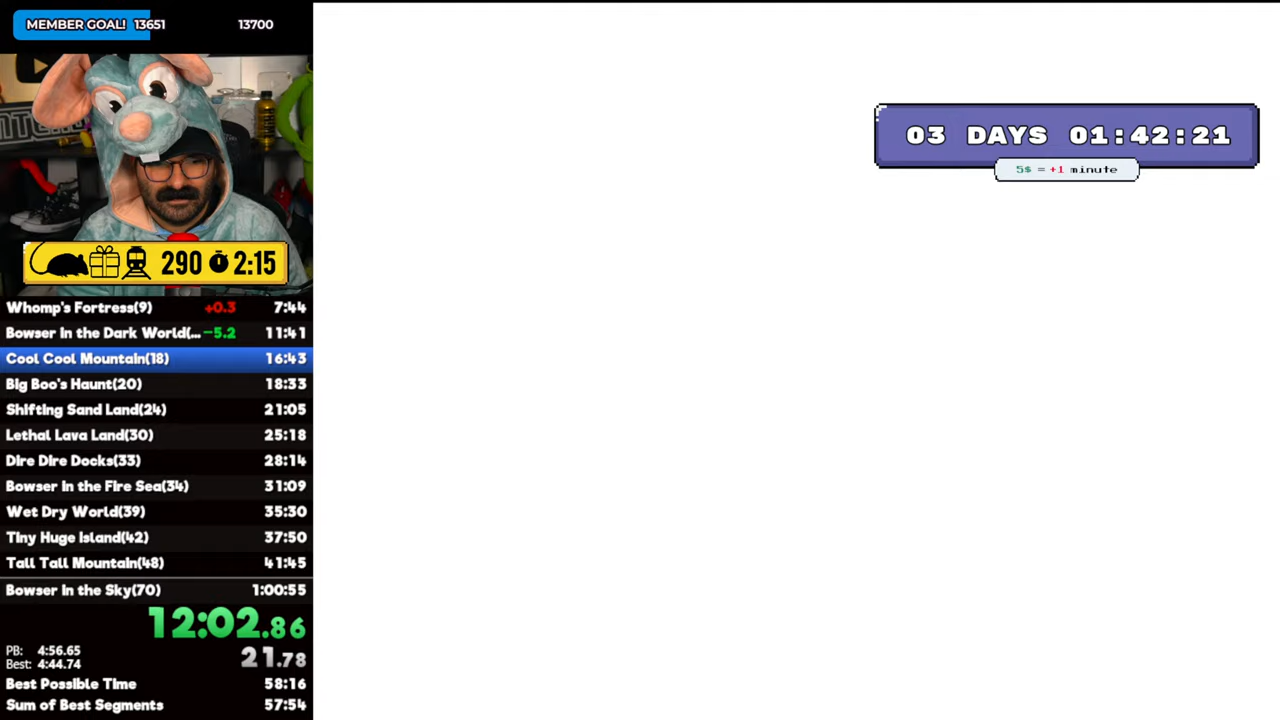 MEMBER GOAL! 13651 13700
03 DAYS 01:42:21
5$ = +1 minute
290 2:15
Whomp's Fortress(9) +0.3 7:44
Bowser in the Dark World(... -5.2 11:41
Cool Cool Mountain(18) 16:43
Big Boo's Haunt(20) 18:33
Shifting Sand Land(24) 21:05
Lethal Lava Land(30) 25:18
Dire Dire Docks(33) 28:14
Bowser in the Fire Sea(34) 31:09
Wet Dry World(39) 35:30
Tiny Huge Island(42) 37:50
Tall Tall Mountain(48) 41:45
Bowser in the Sky(70) 1:00:55
12:02.86
PB: 4:56.65
Best: 4:44.74
21.78
Best Possible Time 58:16
Sum of Best Segments 57:54